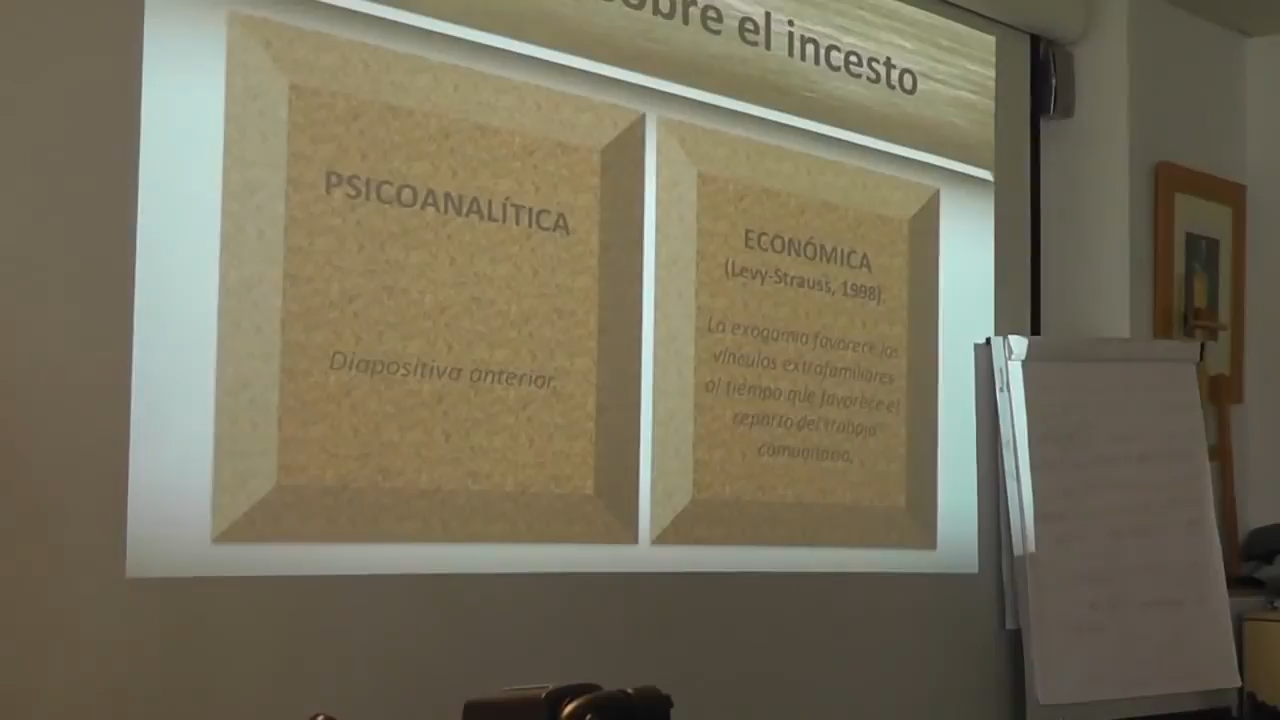 sobre el incesto
PSICOANALÍTICA
Diapositiva anterior.
ECONÓMICA
(Levy-Strauss, 1998).
La exogamia favorece los
vínculos extrafamiliares
al tiempo que favorece el
reparto del trabajo
comunitario.